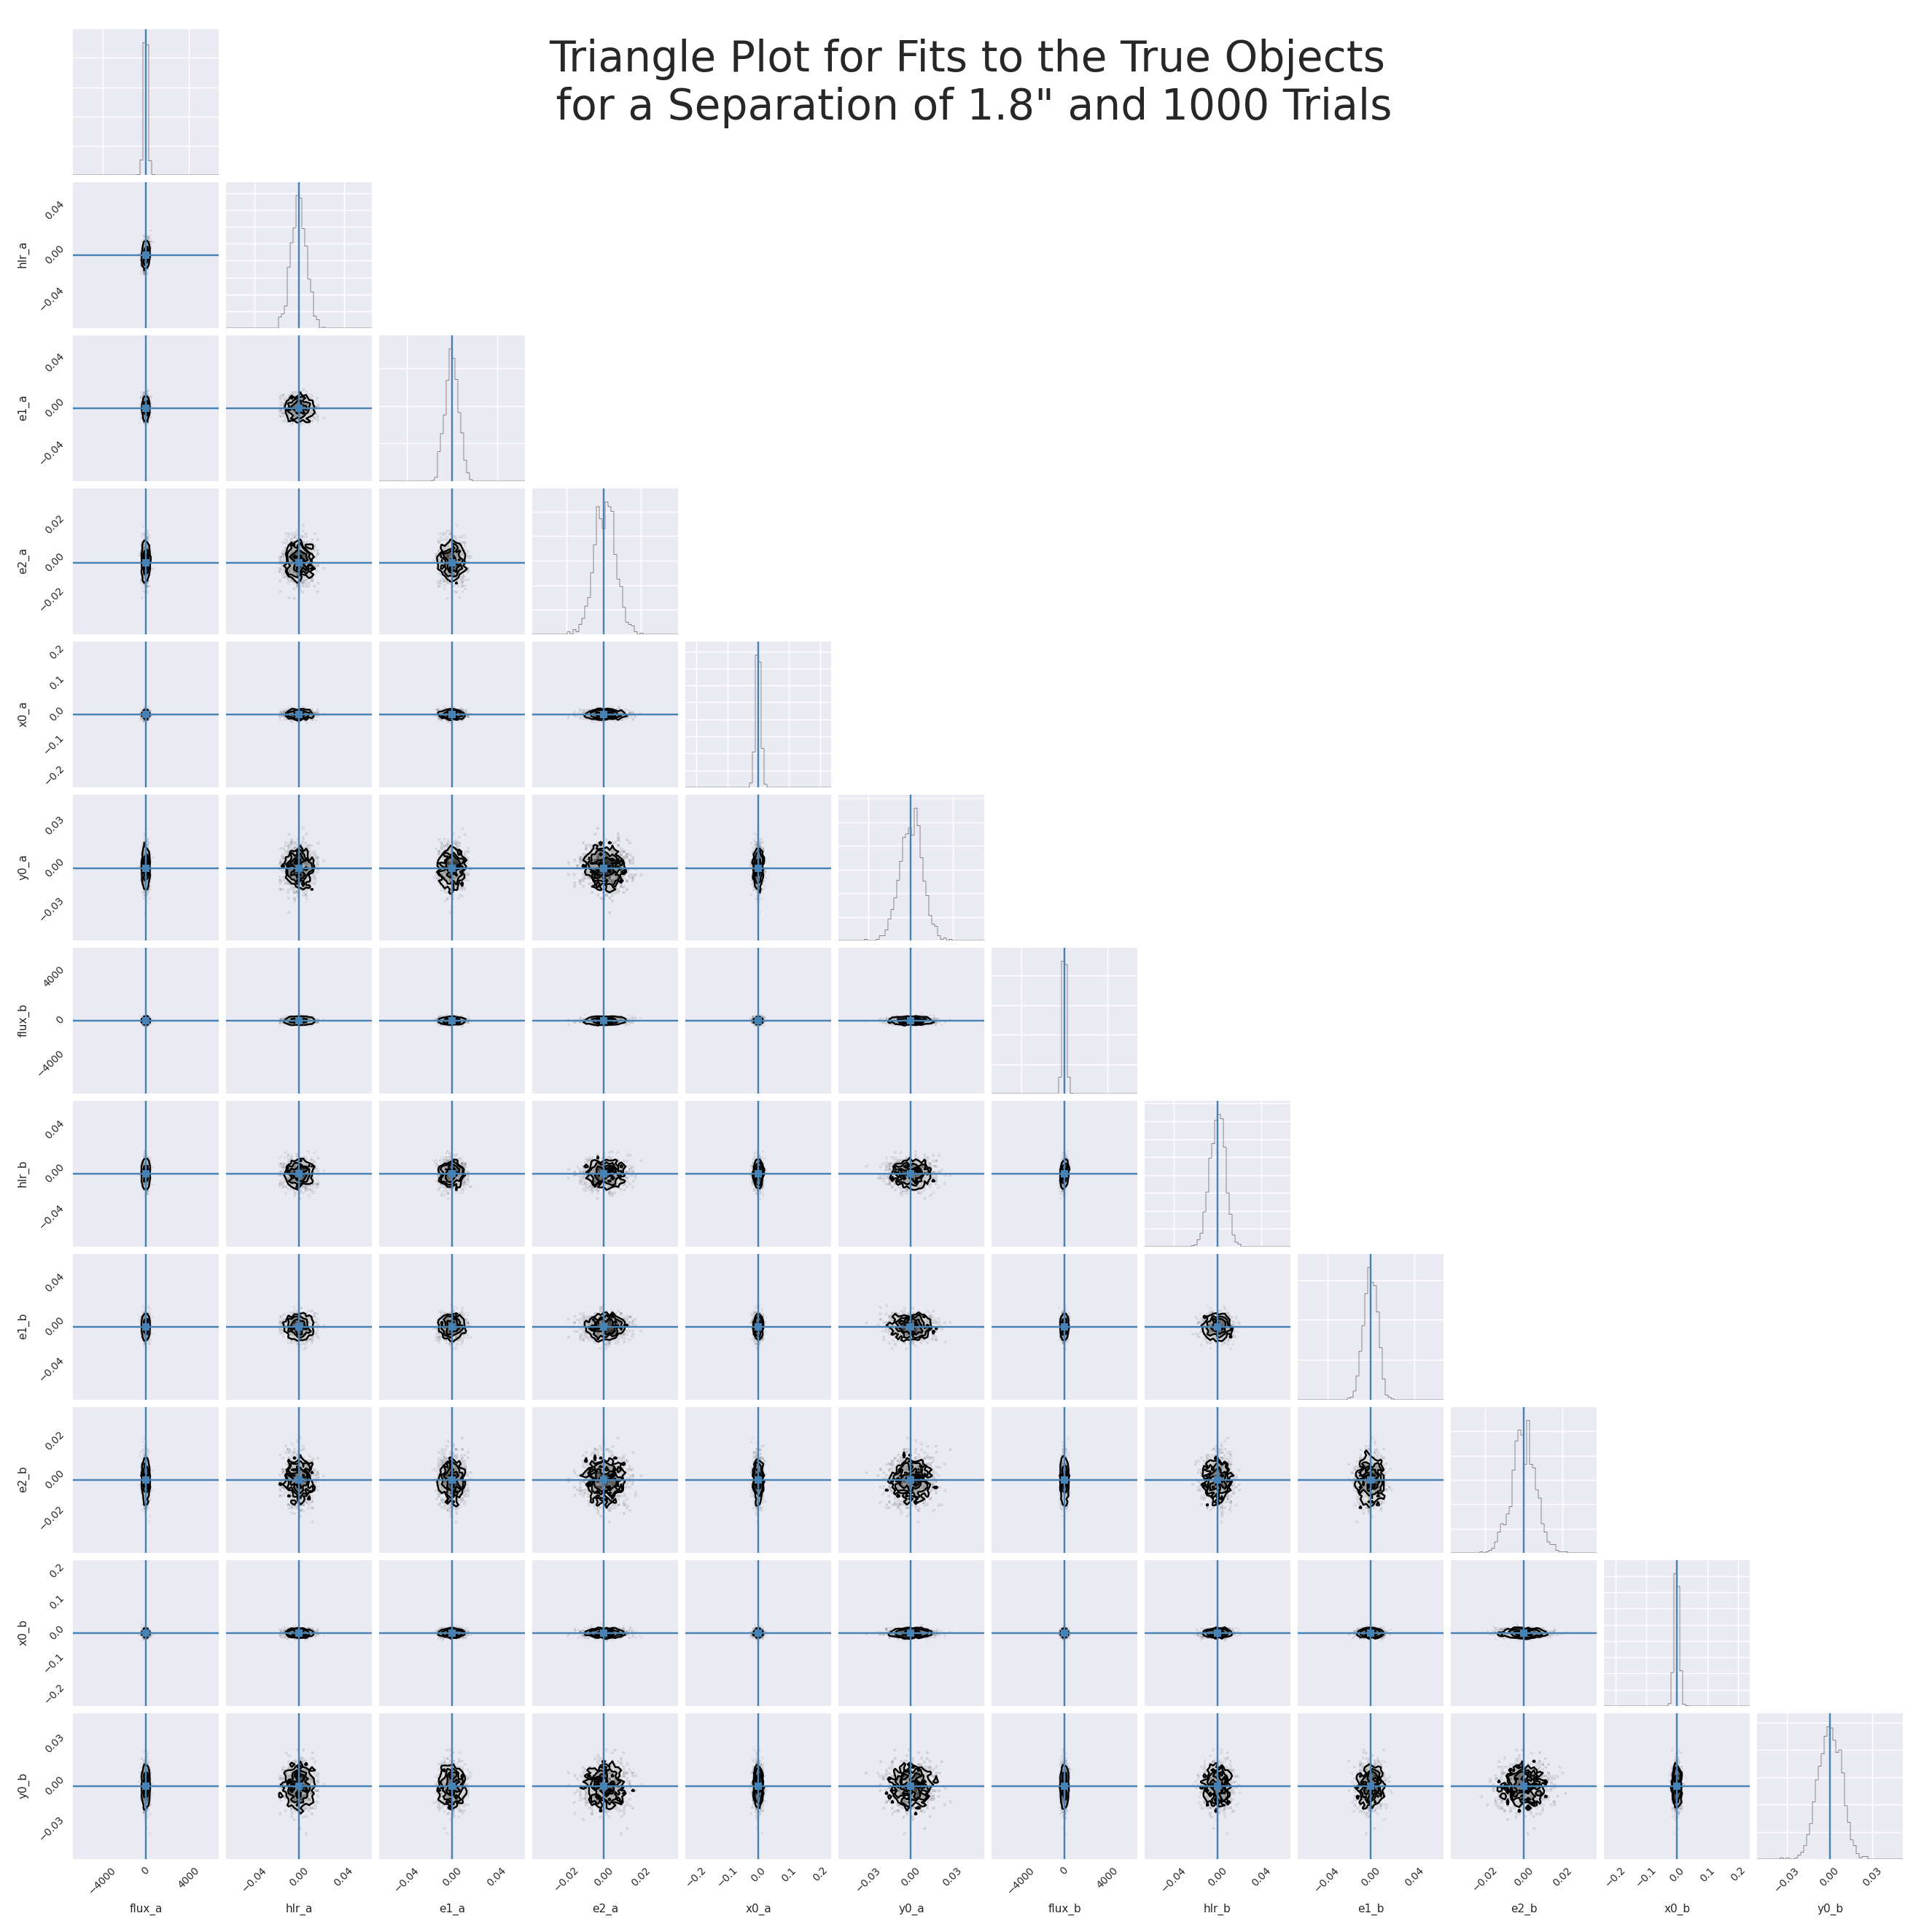 Triangle Plot for Fits to the True Objects
for a Separation of 1.8" and 1000 Trials
hlr_a
0.04
0.00
−0.04
e1_a
0.04
0.00
−0.04
e2_a
0.02
0.00
−0.02
x0_a
0.2
0.1
0.0
−0.1
−0.2
y0_a
0.03
0.00
−0.03
flux_b
4000
0
−4000
hlr_b
0.04
0.00
−0.04
e1_b
0.04
0.00
−0.04
e2_b
0.02
0.00
−0.02
x0_b
0.2
0.1
0.0
−0.1
−0.2
y0_b
0.03
0.00
−0.03
−4000 0 4000 −0.04 0.00 0.04 −0.04 0.00 0.04 −0.02 0.00 0.02 −0.2 −0.1 0.0 0.1 0.2 −0.03 0.00 0.03 −4000 0 4000 −0.04 0.00 0.04 −0.04 0.00 0.04 −0.02 0.00 0.02 −0.2 −0.1 0.0 0.1 0.2 −0.03 0.00 0.03
flux_a hlr_a e1_a e2_a x0_a y0_a flux_b hlr_b e1_b e2_b x0_b y0_b